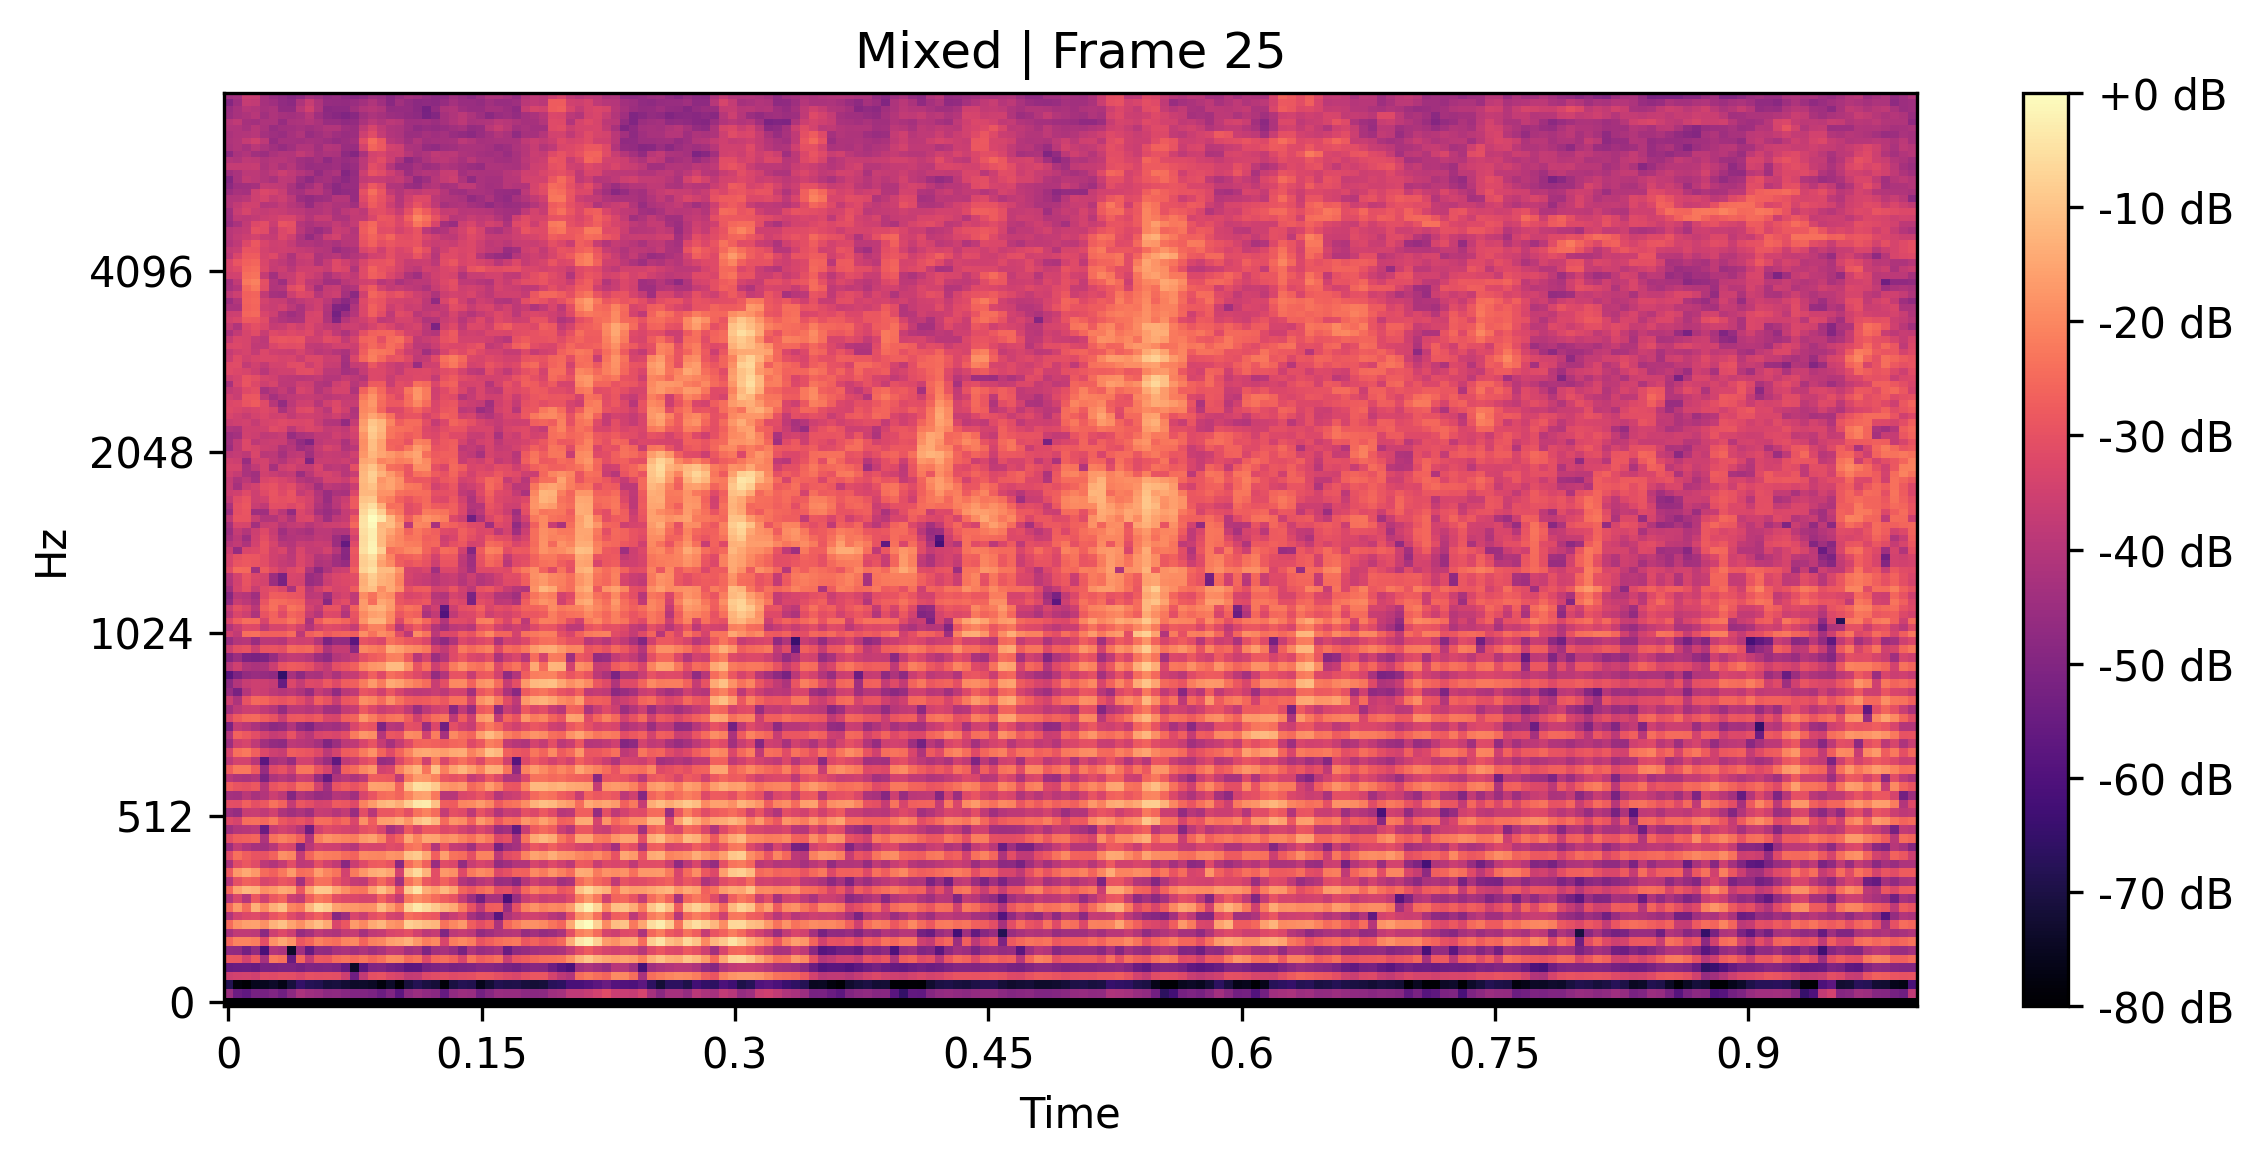 Mixed | Frame 25
Hz
4096
2048
1024
512
0
0 0.15 0.3 0.45 0.6 0.75 0.9
Time
+0 dB
-10 dB
-20 dB
-30 dB
-40 dB
-50 dB
-60 dB
-70 dB
-80 dB